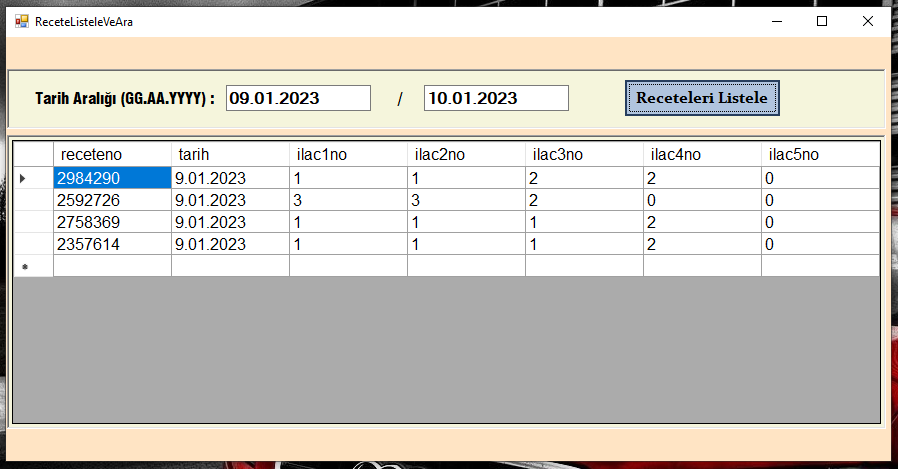 ReceteListeleVeAra
Tarih Aralığı (GG.AA.YYYY) : 09.01.2023 / 10.01.2023 Receteleri Listele
receteno tarih ilac1no ilac2no ilac3no ilac4no ilac5no
2984290 9.01.2023 1 1 2 2 0
2592726 9.01.2023 3 3 2 0 0
2758369 9.01.2023 1 1 1 2 0
2357614 9.01.2023 1 1 1 2 0